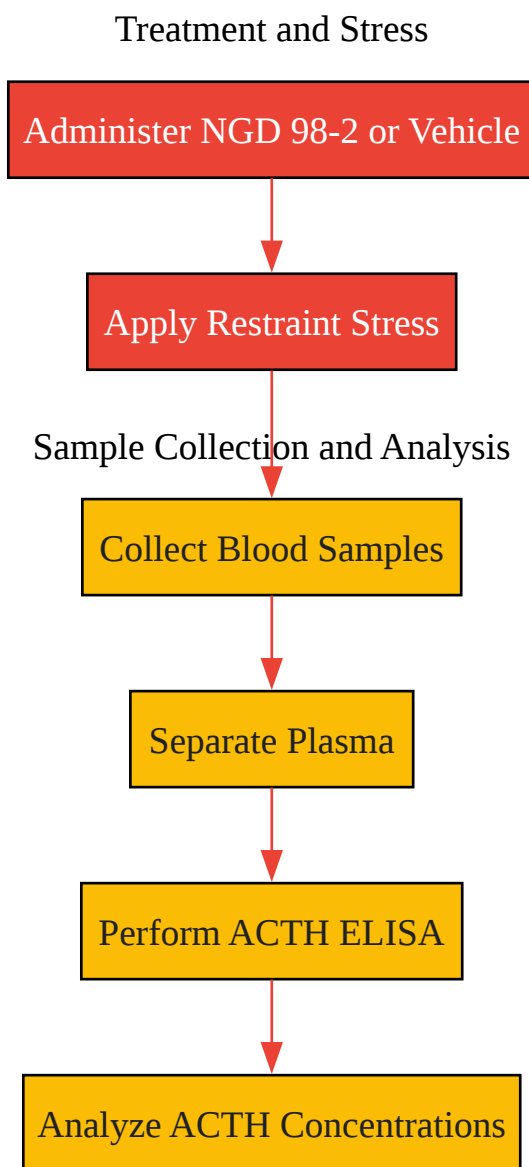 Treatment and Stress
Administer NGD 98-2 or Vehicle
Apply Restraint Stress
Sample Collection and Analysis
Collect Blood Samples
Separate Plasma
Perform ACTH ELISA
Analyze ACTH Concentrations